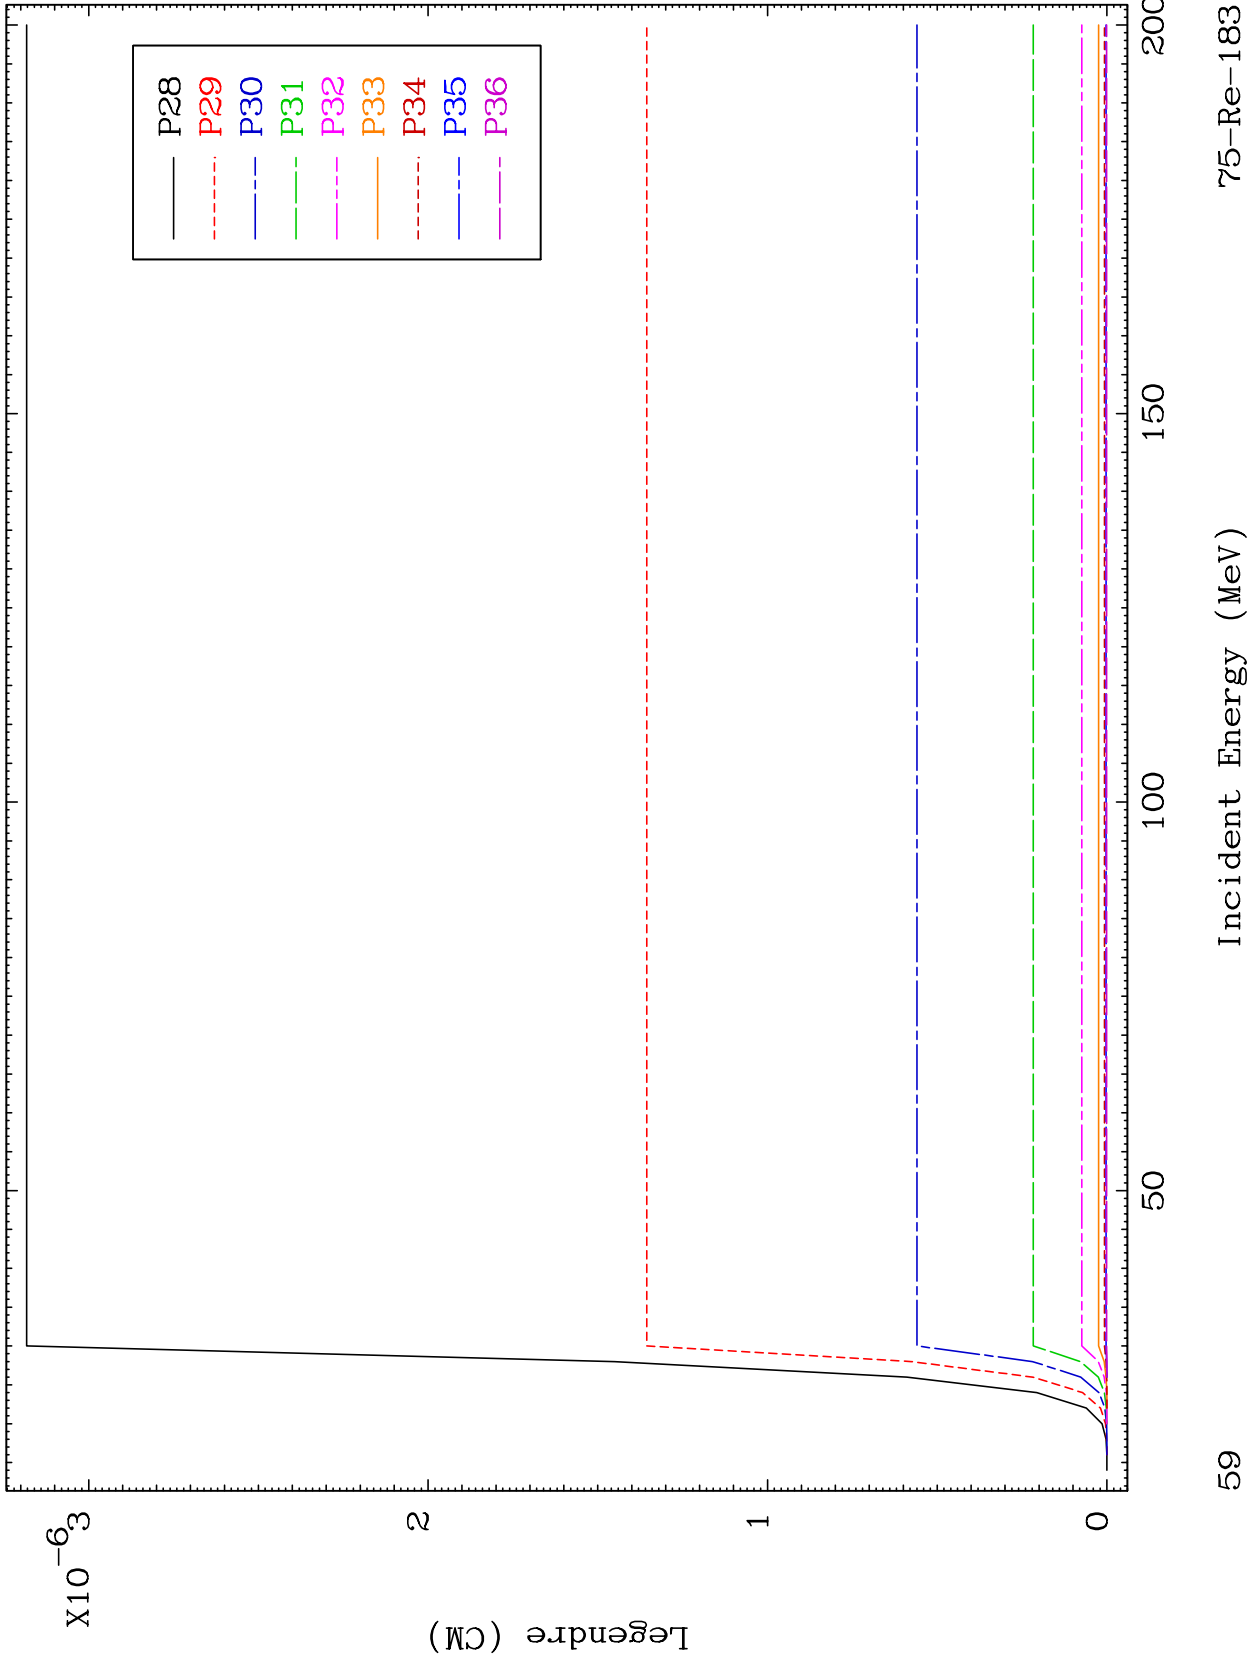 X10⁻⁶
3
2
1
0
Legendre (CM)
P28
P29
P30
P31
P32
P33
P34
P35
P36
50
100
150
200
Incident Energy (MeV)
59
75-Re-183